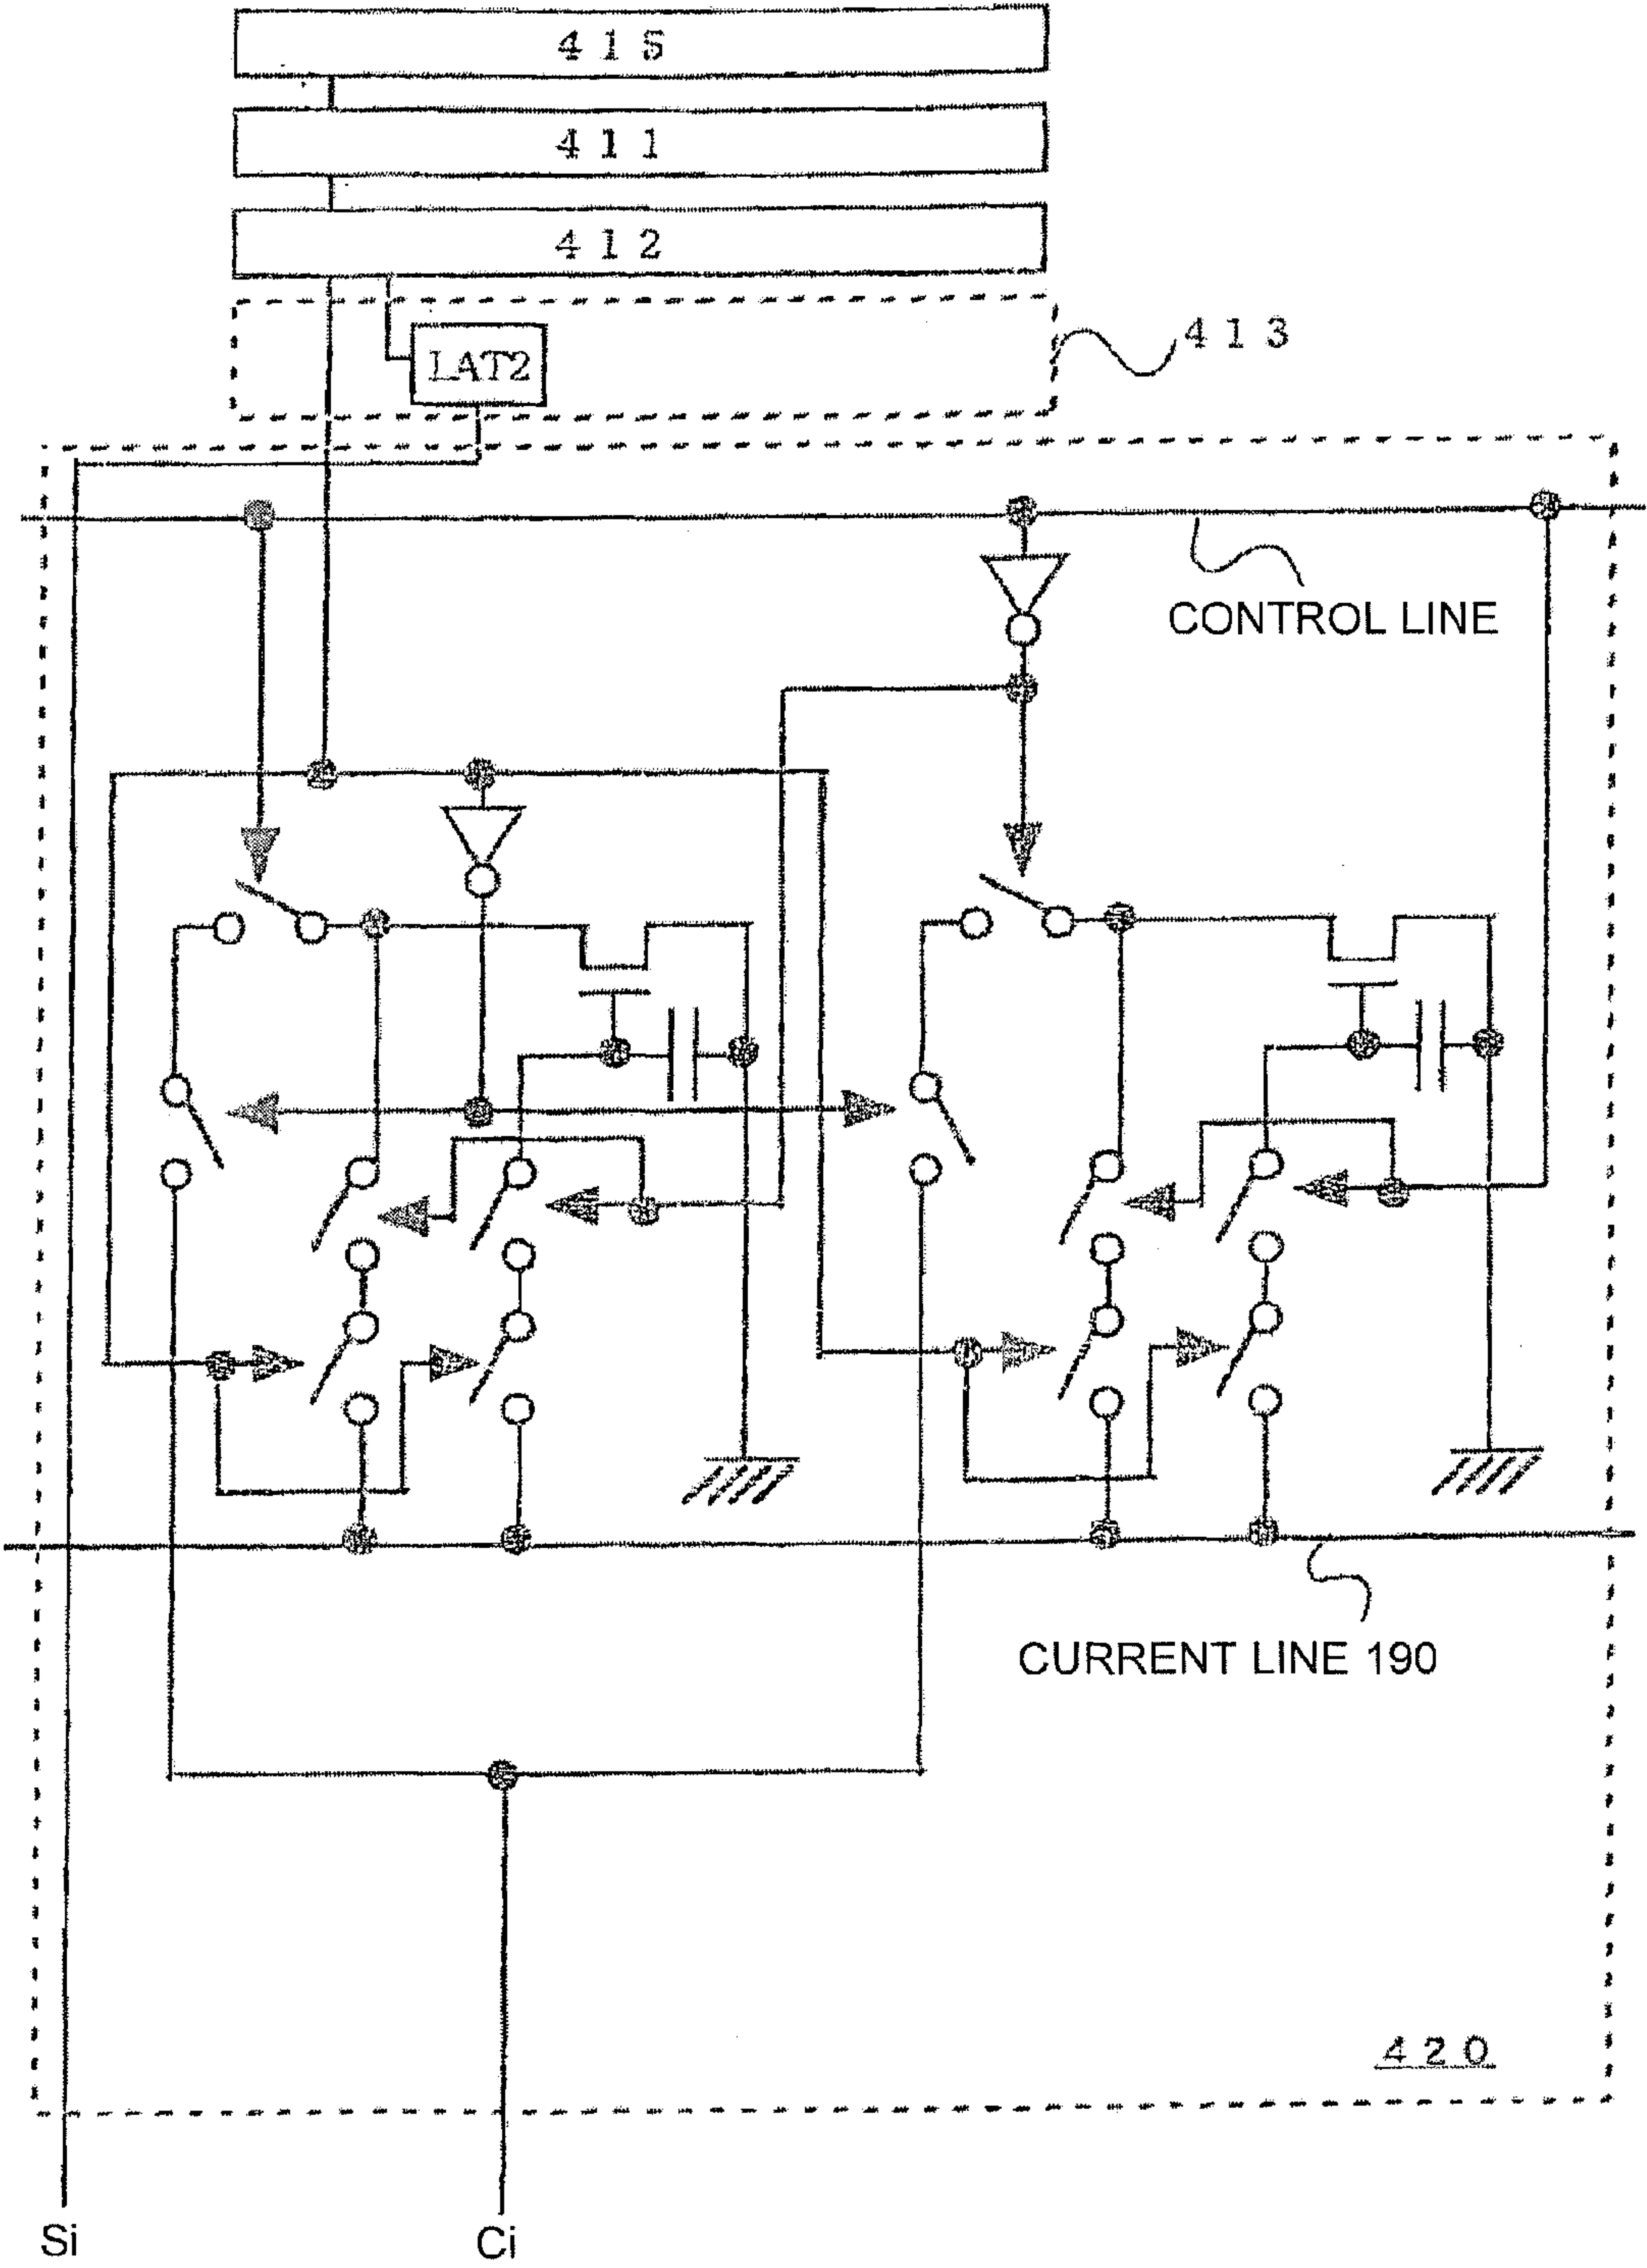 415
411
412
LAT2
413
CONTROL LINE
CURRENT LINE 190
420
Si
Ci